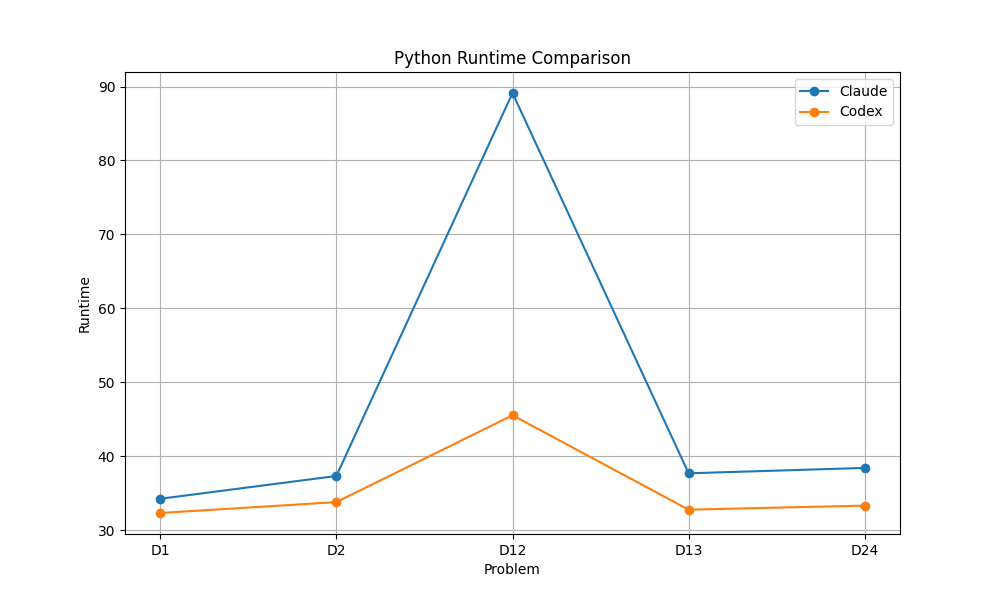 Python Runtime Comparison
Claude
Codex
90
80
70
60
50
40
30
Runtime
D1 D2 D12 D13 D24
Problem